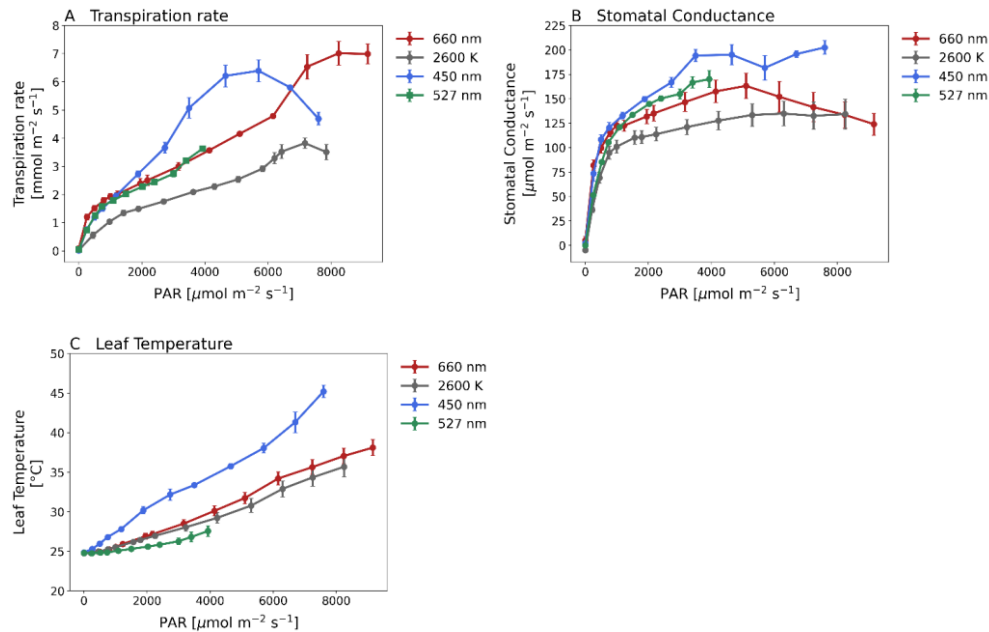 A Transpiration rate
8
7
6
5
4
3
2
1
0
Transpiration rate
[mmol m⁻² s⁻¹]
0 2000 4000 6000 8000
PAR [μmol m⁻² s⁻¹]
660 nm
2600 K
450 nm
527 nm
B Stomatal Conductance
225
200
175
150
125
100
75
50
25
0
Stomatal Conductance
[μmol m⁻² s⁻¹]
0 2000 4000 6000 8000
PAR [μmol m⁻² s⁻¹]
660 nm
2600 K
450 nm
527 nm
C Leaf Temperature
50
45
40
35
30
25
20
Leaf Temperature
[°C]
0 2000 4000 6000 8000
PAR [μmol m⁻² s⁻¹]
660 nm
2600 K
450 nm
527 nm